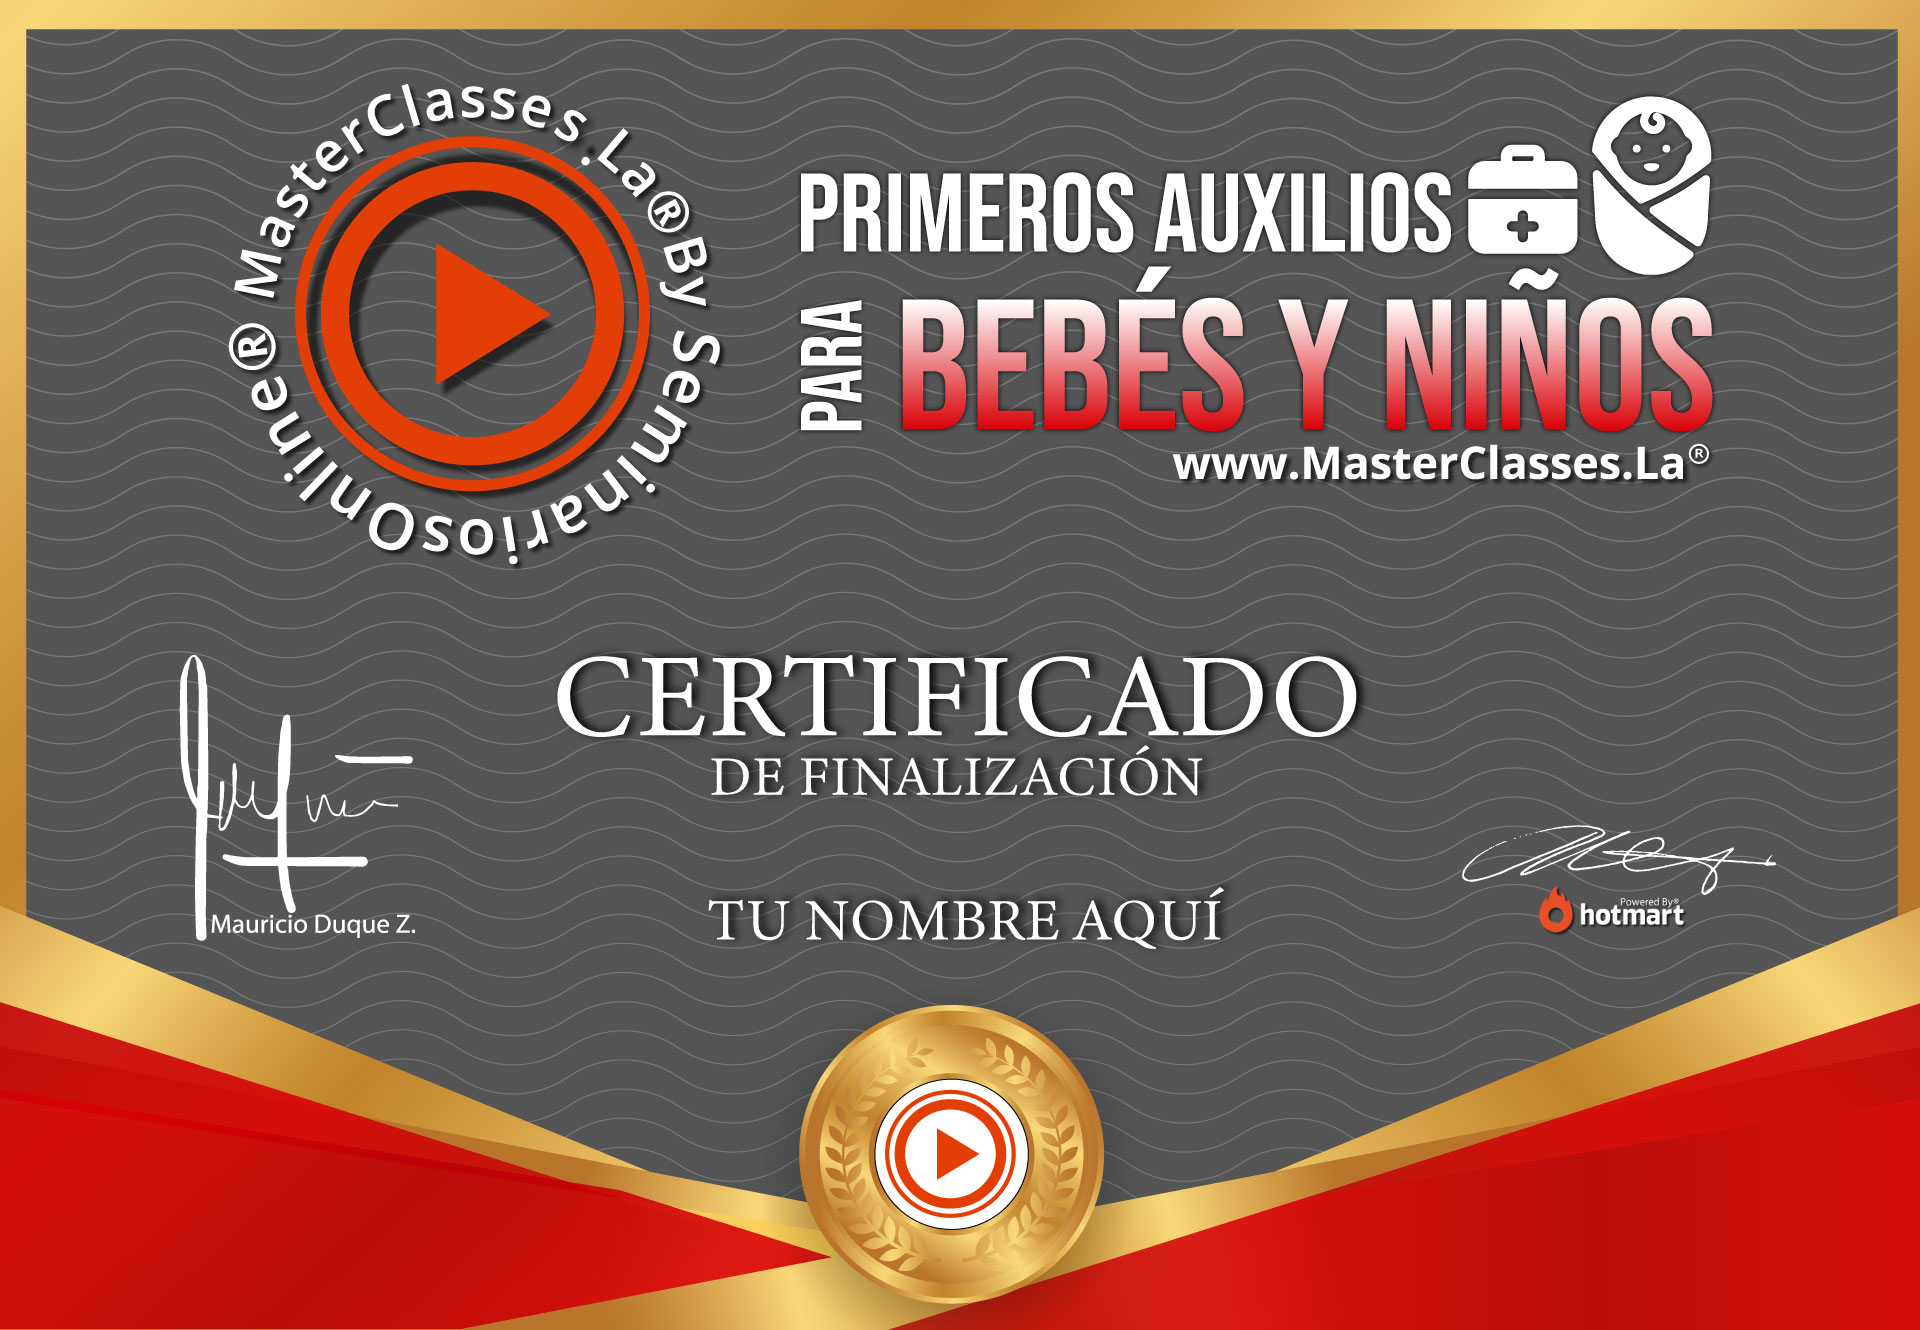 MasterClasses.La® By SeminariosOnline®
PRIMEROS AUXILIOS
PARA
BEBÉS Y NIÑOS
www.MasterClasses.La®
CERTIFICADO
DE FINALIZACIÓN
Mauricio Duque Z.
TU NOMBRE AQUÍ
Powered By®
hotmart